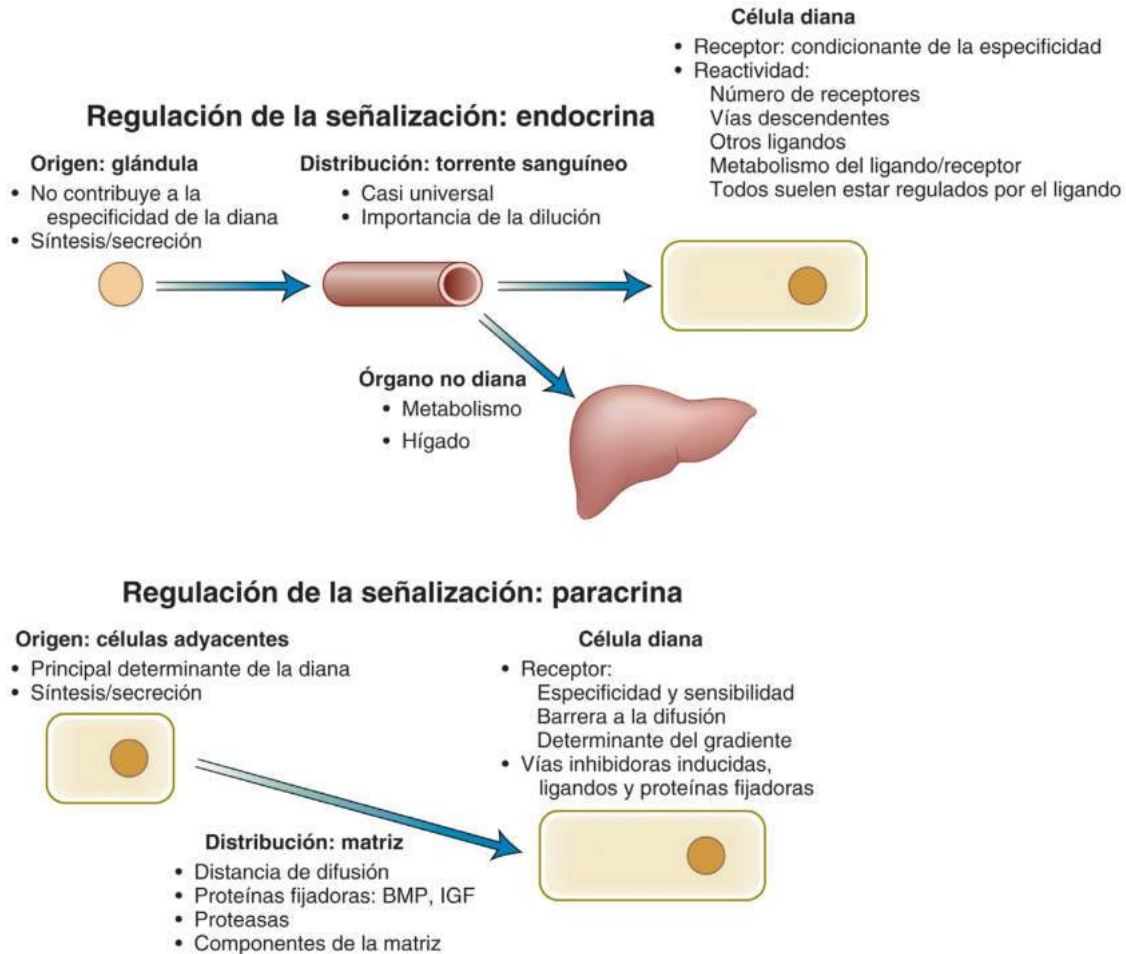 Regulación de la señalización: endocrina
Origen: glándula
• No contribuye a la
especificidad de la diana
• Síntesis/secreción
Distribución: torrente sanguíneo
• Casi universal
• Importancia de la dilución
Célula diana
• Receptor: condicionante de la especificidad
• Reactividad:
Número de receptores
Vías descendentes
Otros ligandos
Metabolismo del ligando/receptor
Todos suelen estar regulados por el ligando
Órgano no diana
• Metabolismo
• Hígado
Regulación de la señalización: paracrina
Origen: células adyacentes
• Principal determinante de la diana
• Síntesis/secreción
Distribución: matriz
• Distancia de difusión
• Proteínas fijadoras: BMP, IGF
• Proteasas
• Componentes de la matriz
Célula diana
• Receptor:
Especificidad y sensibilidad
Barrera a la difusión
Determinante del gradiente
• Vías inhibidoras inducidas,
ligandos y proteínas fijadoras